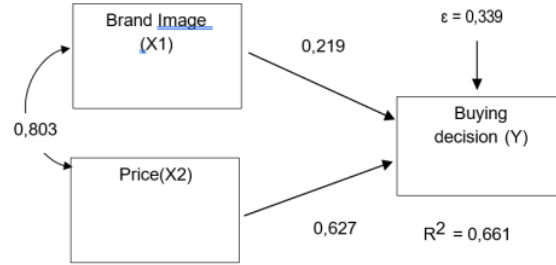 Brand Image
(X1)
0,219
ε = 0,339
0,803
Buying
decision (Y)
Price(X2)
0,627
R² = 0,661